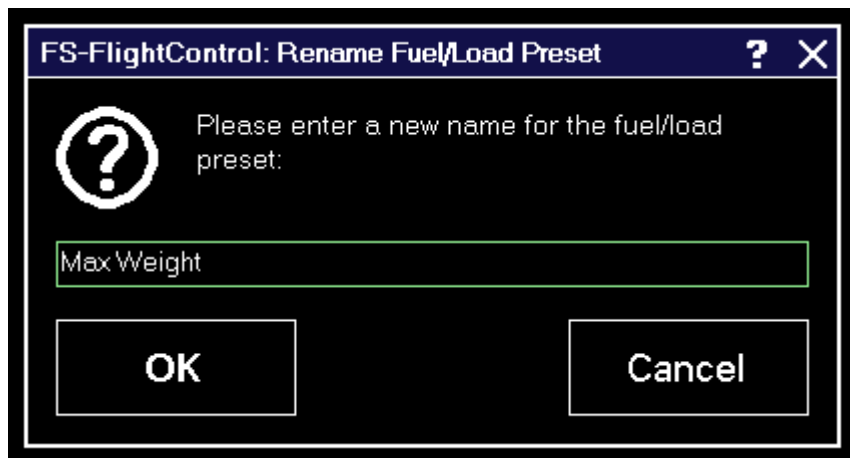 FS-FlightControl: Rename Fuel/Load Preset ? X
Please enter a new name for the fuel/load
preset:
Max Weight
OK
Cancel